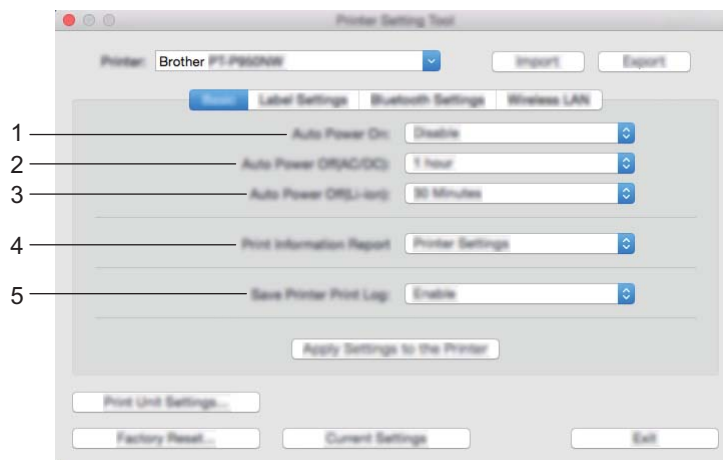 Printer Setting Tool
Printer: Brother PT-P950NW
Import
Export
Basic
Label Settings
Bluetooth Settings
Wireless LAN
1
Auto Power On:
Disable
2
Auto Power Off(AC/DC):
1 hour
3
Auto Power Off(Li-ion):
30 Minutes
4
Print Information Report
Printer Settings
5
Save Printer Print Log:
Enable
Apply Settings to the Printer
Print Unit Settings...
Factory Reset...
Current Settings
Exit